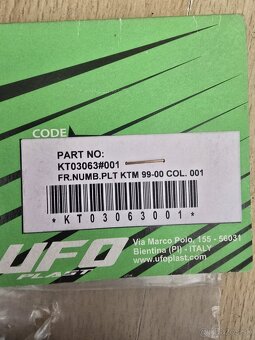 CODE
PART NO:
KT03063#001
FR.NUMB.PLT KTM 99-00 COL. 001
*KT03063001*
UFO
PLAST
Via Marco Polo, 155 - 56031
Bientina (PI) - ITALY
www.ufoplast.com